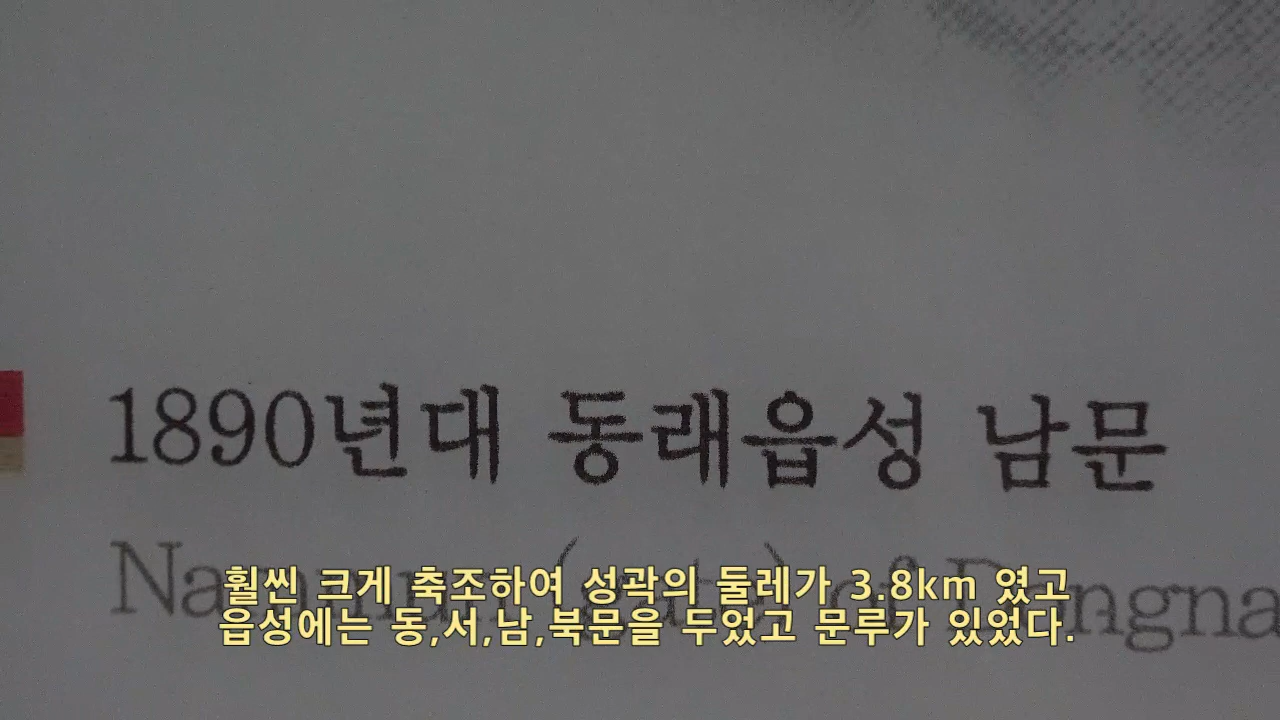 1890년대 동래읍성 남문
of
훨씬 크게 축조하여 성곽의 둘레가 3.8km 였고
읍성에는 동,서,남,북문을 두었고 문루가 있었다.